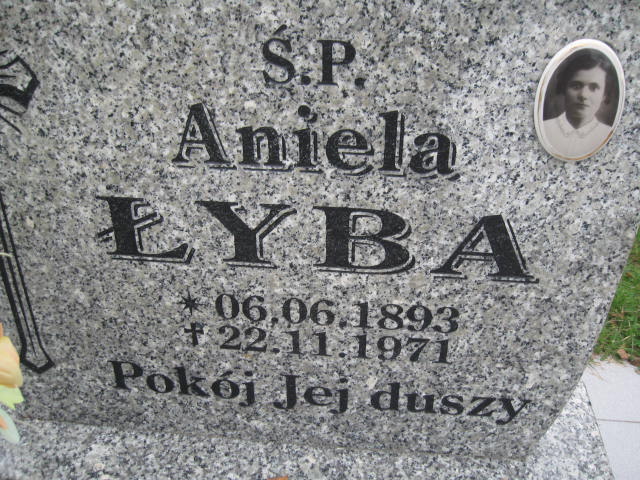 Ś.P.
Aniela
ŁYBA
* 06.06.1893
✝ 22.11.1971
Pokój Jej duszy